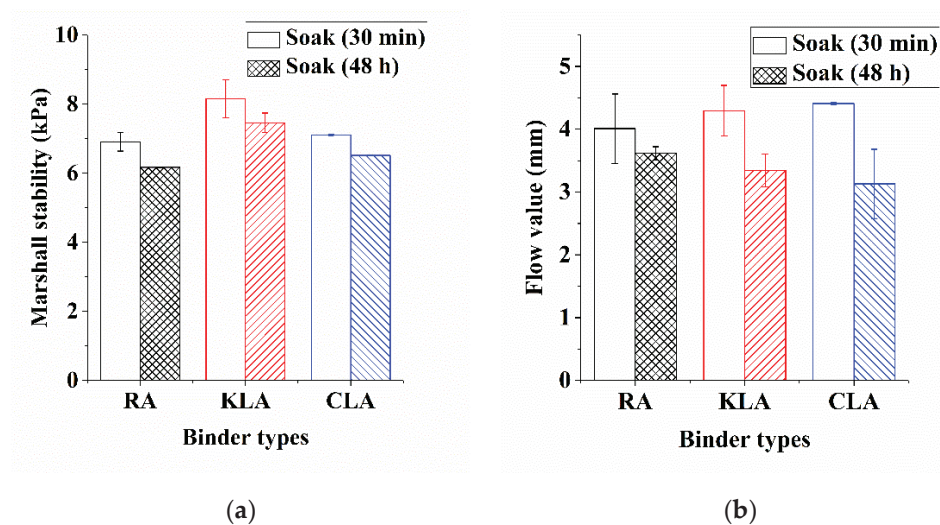 Soak (30 min)
Soak (48 h)
Marshall stability (kPa)
10
8
6
4
2
0
RA KLA CLA
Binder types
(a)
Soak (30 min)
Soak (48 h)
Flow value (mm)
5
4
3
2
1
0
RA KLA CLA
Binder types
(b)